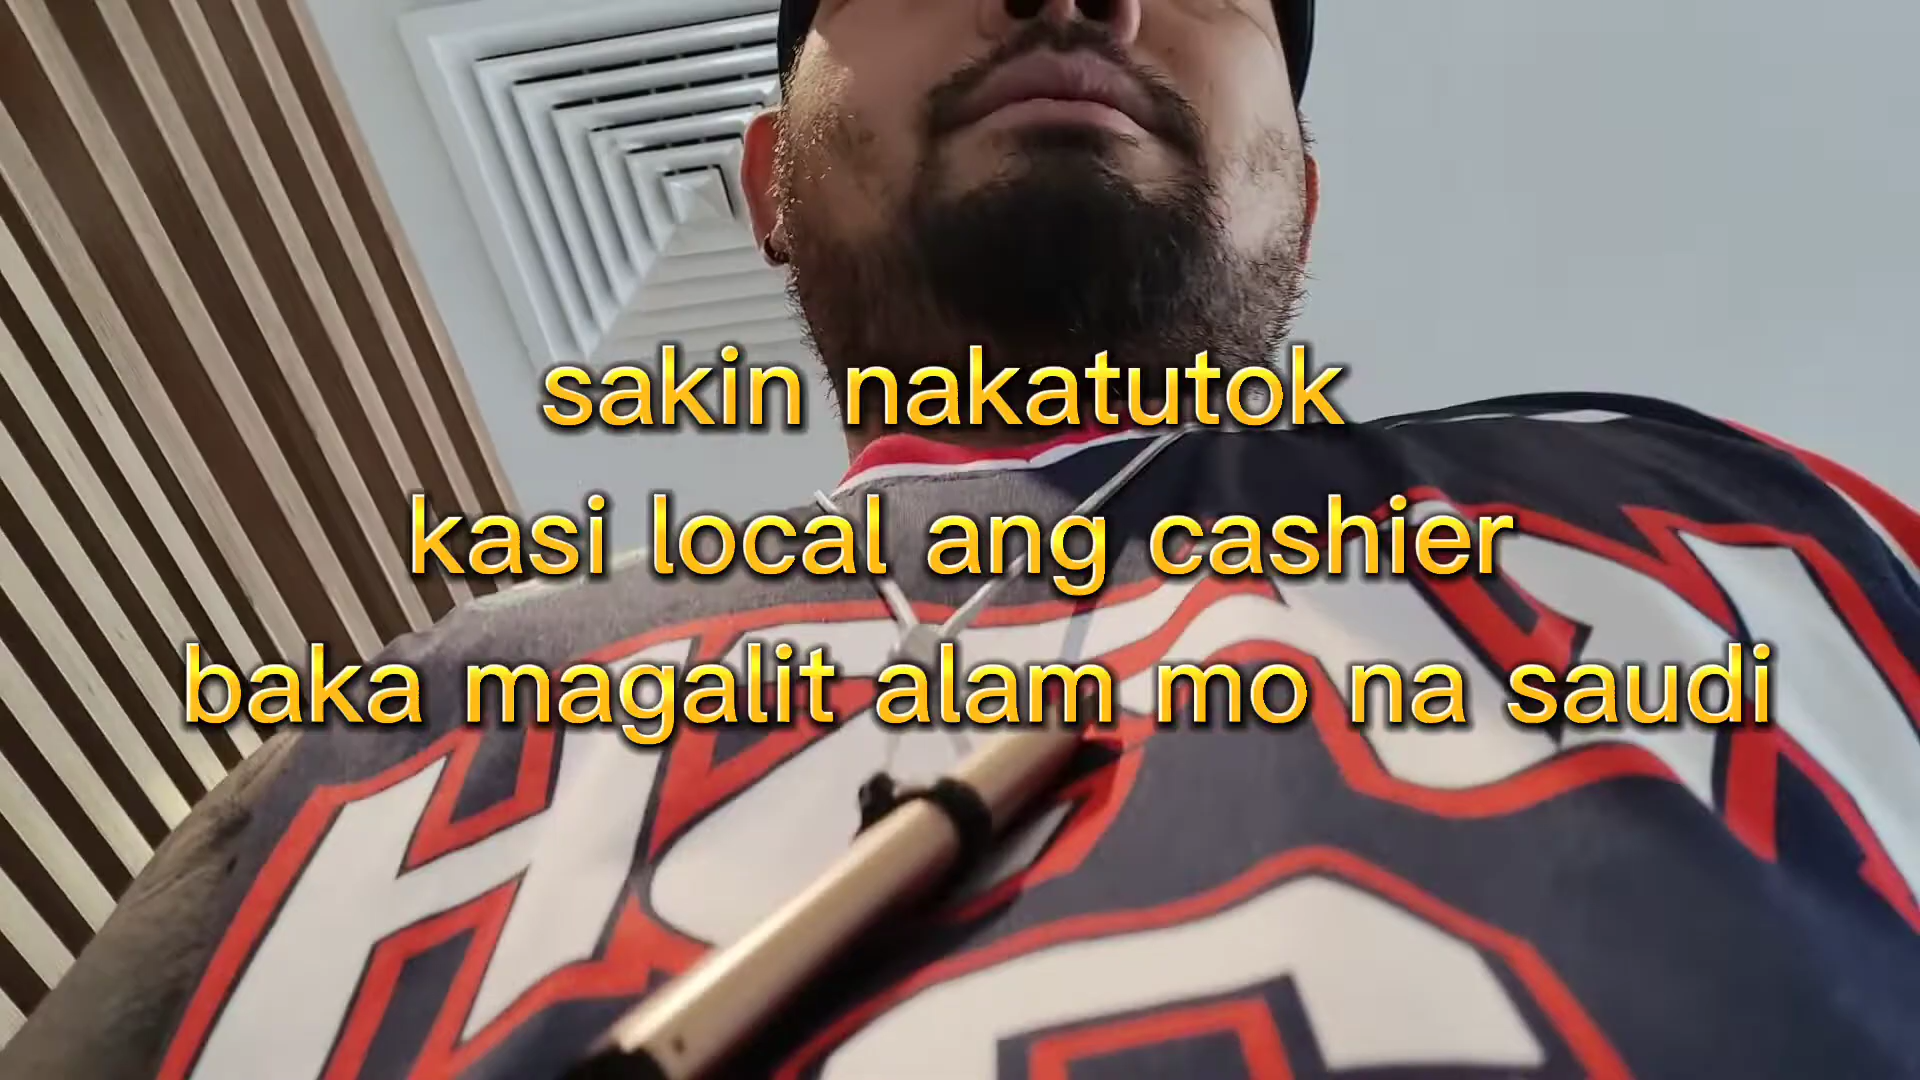 sakin nakatutok
kasi local ang cashier
baka magalit alam mo na saudi